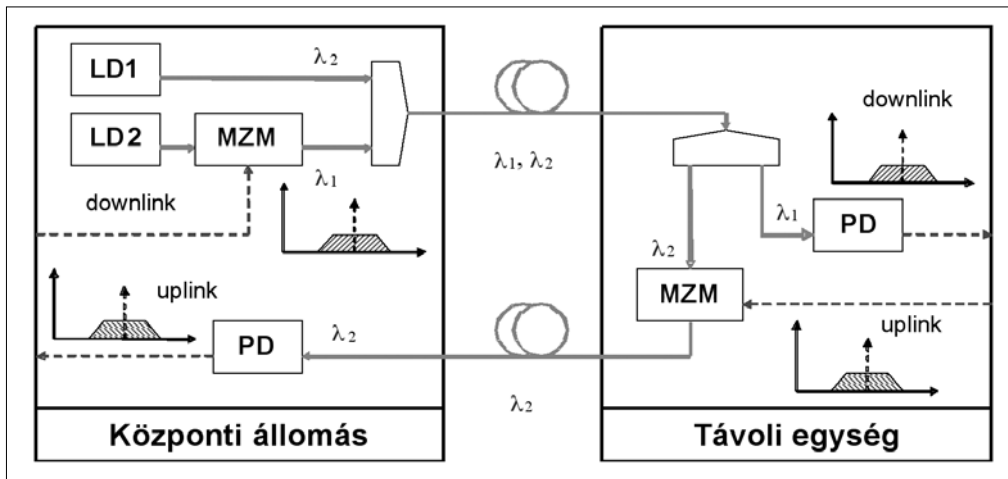 LD1
λ2
LD2
MZM
λ1
downlink
uplink
PD
λ2
Központi állomás
λ1, λ2
λ2
downlink
λ1
PD
λ2
MZM
uplink
Távoli egység